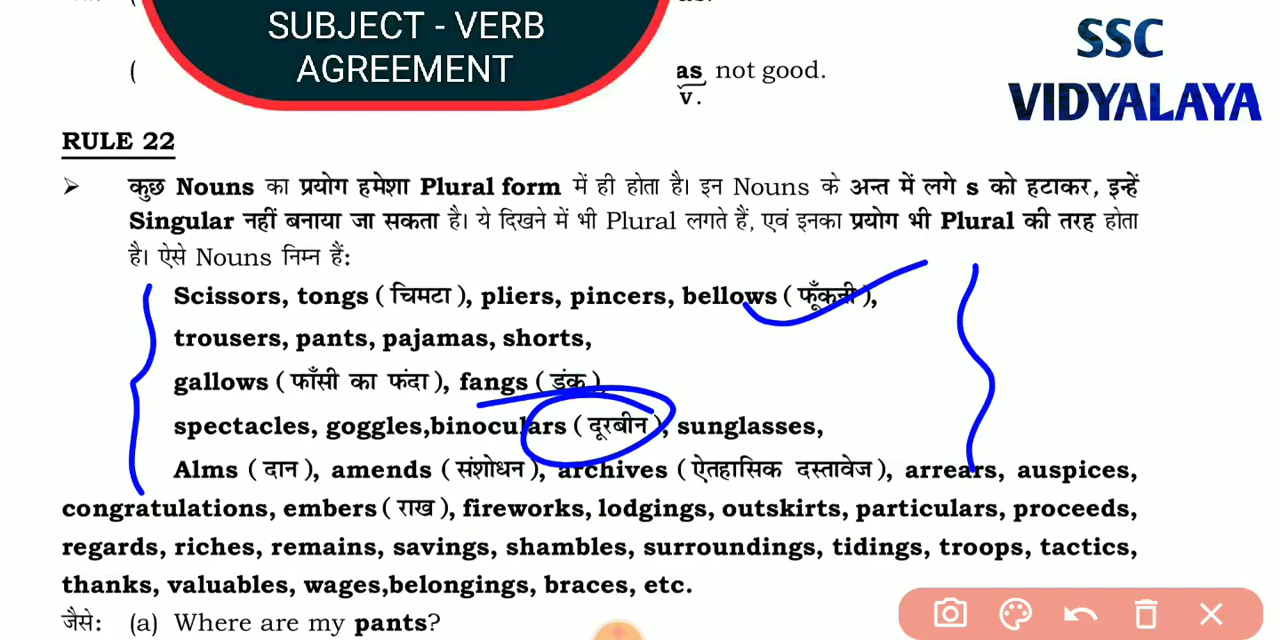 SUBJECT - VERB
AGREEMENT
SSC
VIDYALAYA
( as not good.
v.
RULE 22
➢ कुछ Nouns का प्रयोग हमेशा Plural form में ही होता है। इन Nouns के अन्त में लगे s को हटाकर, इन्हें
Singular नहीं बनाया जा सकता है। ये दिखने में भी Plural लगते हैं, एवं इनका प्रयोग भी Plural की तरह होता
है। ऐसे Nouns निम्न हैं:
Scissors, tongs (चिमटा), pliers, pincers, bellows (फूँकनी),
trousers, pants, pajamas, shorts,
gallows (फाँसी का फंदा), fangs (डंक),
spectacles, goggles,binoculars (दूरबीन), sunglasses,
Alms (दान), amends (संशोधन), archives (ऐतहासिक दस्तावेज), arrears, auspices,
congratulations, embers (राख), fireworks, lodgings, outskirts, particulars, proceeds,
regards, riches, remains, savings, shambles, surroundings, tidings, troops, tactics,
thanks, valuables, wages,belongings, braces, etc.
जैसे: (a) Where are my pants?